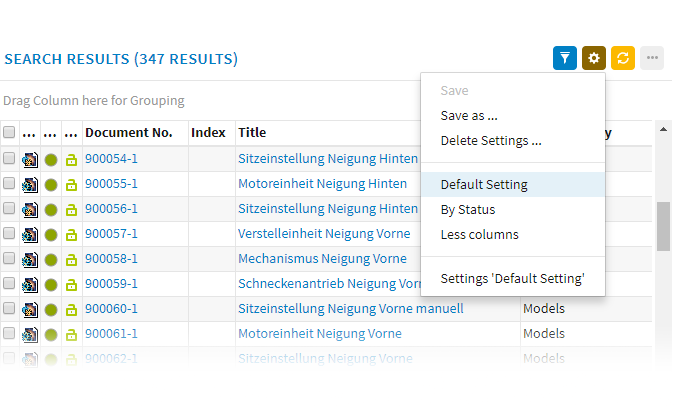 SEARCH RESULTS (347 RESULTS)
Drag Column here for Grouping
... ... ... Document No. Index Title y
900054-1 Sitzeinstellung Neigung Hinten
900055-1 Motoreinheit Neigung Hinten
900056-1 Sitzeinstellung Neigung Hinten
900057-1 Verstelleinheit Neigung Vorne
900058-1 Mechanismus Neigung Vorne
900059-1 Schneckenantrieb Neigung Vorne
900060-1 Sitzeinstellung Neigung Vorne manuell Models
900061-1 Motoreinheit Neigung Vorne Models
900062-1 Sitzeinstellung Neigung Vorne Models
Save
Save as ...
Delete Settings ...
Default Setting
By Status
Less columns
Settings 'Default Setting'